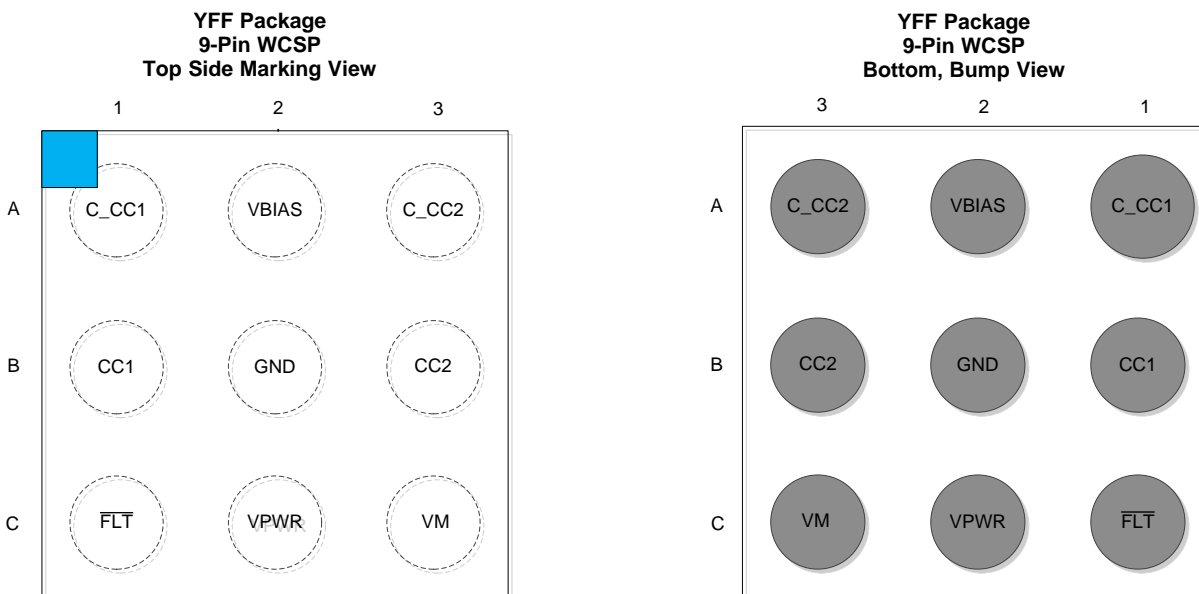 YFF Package
9-Pin WCSP
Top Side Marking View
1 2 3
A C_CC1 VBIAS C_CC2
B CC1 GND CC2
C FLT VPWR VM
YFF Package
9-Pin WCSP
Bottom, Bump View
3 2 1
A C_CC2 VBIAS C_CC1
B CC2 GND CC1
C VM VPWR FLT